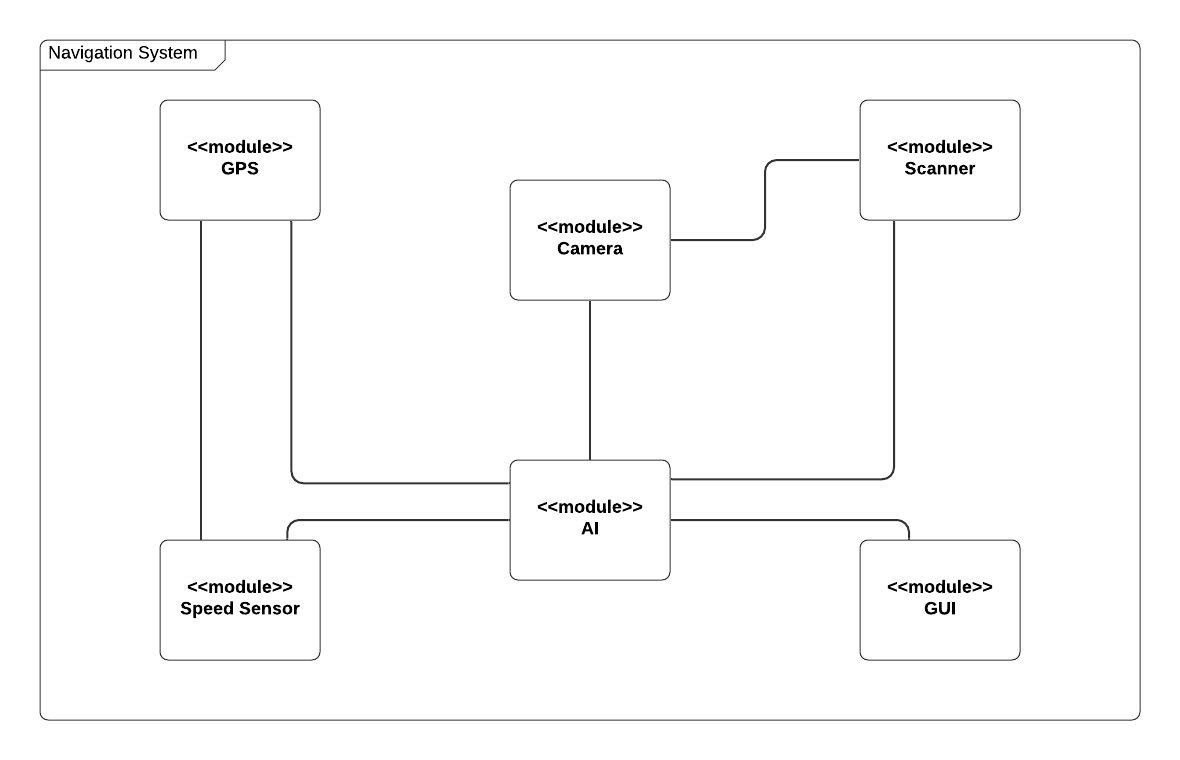 Navigation System
<<module>>
GPS
<<module>>
Scanner
<<module>>
Camera
<<module>>
AI
<<module>>
Speed Sensor
<<module>>
GUI